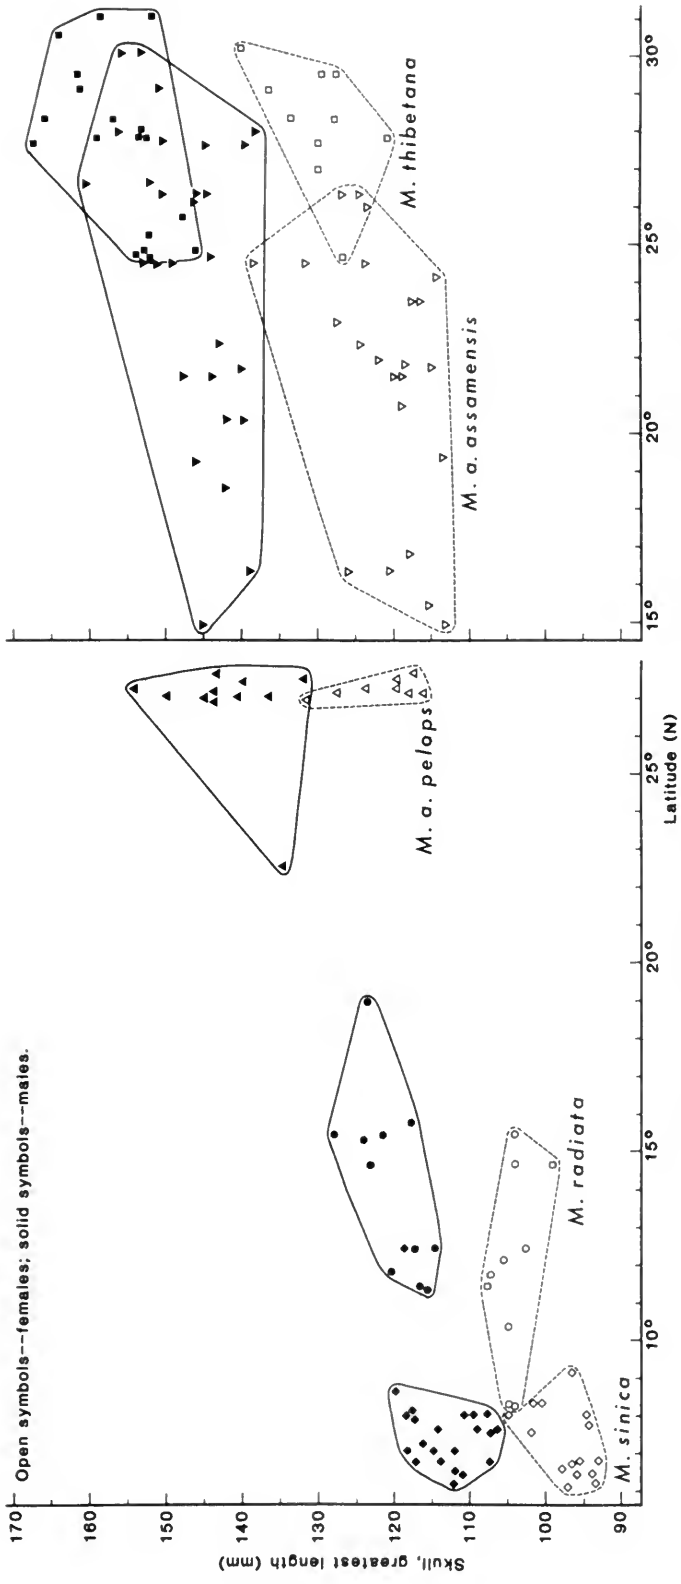 Open symbols--females; solid symbols--males.
Skull, greatest length (mm)
170
160
150
140
130
120
110
100
90
M. sinica
M. radiata
M. a. pelops
M. a. assamensis
M. thibetana
10°
15°
20°
25°
15°
20°
25°
30°
Latitude (N)